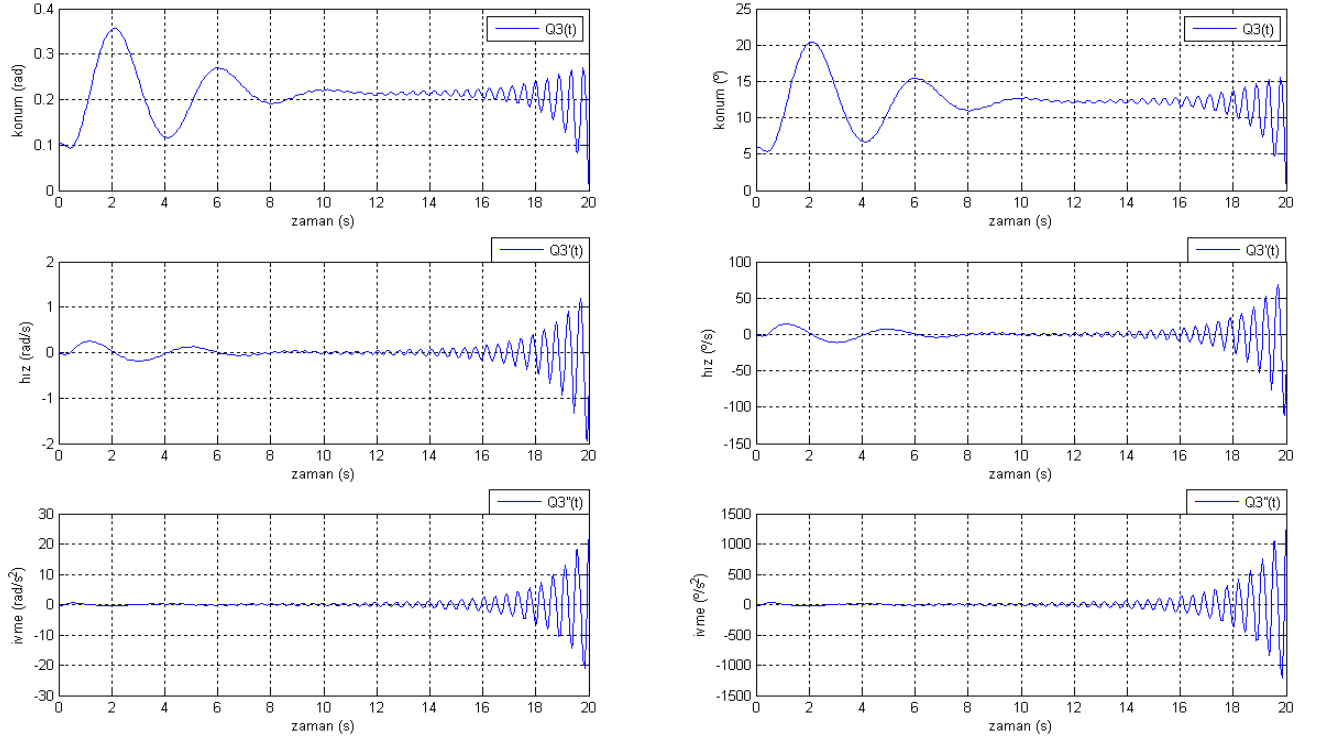 Q3(t)
konum (rad)
0.4
0.3
0.2
0.1
0
0 2 4 6 8 10 12 14 16 18 20
zaman (s)
Q3(t)
konum (º)
25
20
15
10
5
0
0 2 4 6 8 10 12 14 16 18 20
zaman (s)
Q3'(t)
hız (rad/s)
2
1
0
-1
-2
0 2 4 6 8 10 12 14 16 18 20
zaman (s)
Q3'(t)
hız (º/s)
100
50
0
-50
-100
-150
0 2 4 6 8 10 12 14 16 18 20
zaman (s)
Q3''(t)
ivme (rad/s²)
30
20
10
0
-10
-20
-30
0 2 4 6 8 10 12 14 16 18 20
zaman (s)
Q3''(t)
ivme (º/s²)
1500
1000
500
0
-500
-1000
-1500
0 2 4 6 8 10 12 14 16 18 20
zaman (s)